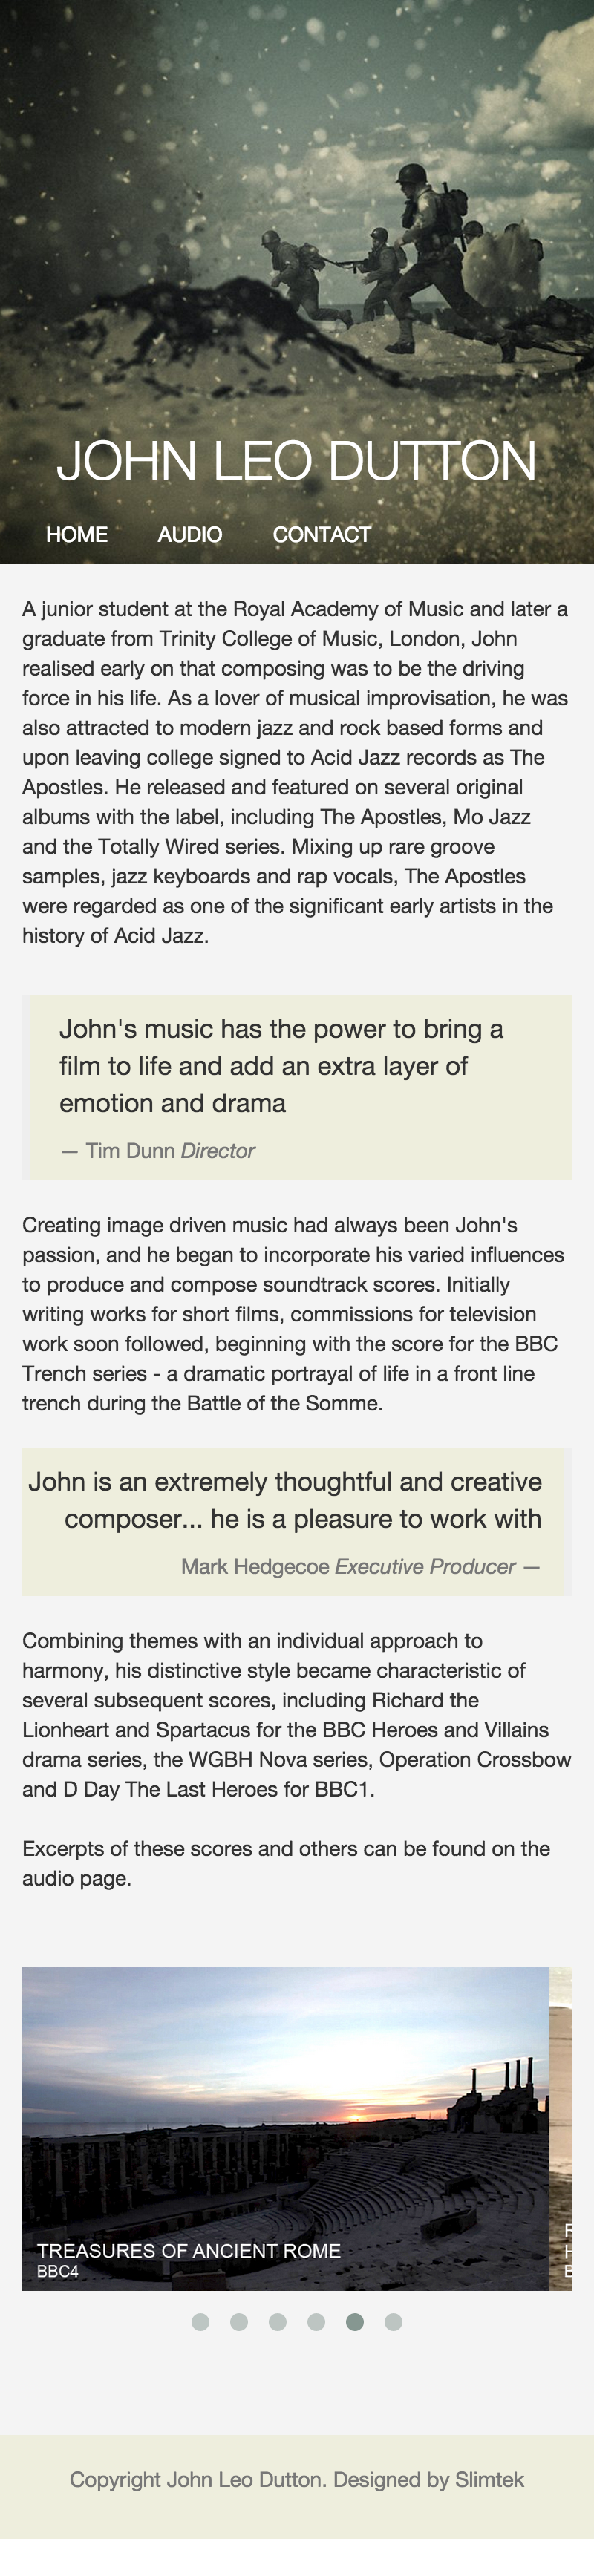 JOHN LEO DUTTON
HOME AUDIO CONTACT
A junior student at the Royal Academy of Music and later a
graduate from Trinity College of Music, London, John
realised early on that composing was to be the driving
force in his life. As a lover of musical improvisation, he was
also attracted to modern jazz and rock based forms and
upon leaving college signed to Acid Jazz records as The
Apostles. He released and featured on several original
albums with the label, including The Apostles, Mo Jazz
and the Totally Wired series. Mixing up rare groove
samples, jazz keyboards and rap vocals, The Apostles
were regarded as one of the significant early artists in the
history of Acid Jazz.
John's music has the power to bring a
film to life and add an extra layer of
emotion and drama
— Tim Dunn Director
Creating image driven music had always been John's
passion, and he began to incorporate his varied influences
to produce and compose soundtrack scores. Initially
writing works for short films, commissions for television
work soon followed, beginning with the score for the BBC
Trench series - a dramatic portrayal of life in a front line
trench during the Battle of the Somme.
John is an extremely thoughtful and creative
composer... he is a pleasure to work with
Mark Hedgecoe Executive Producer —
Combining themes with an individual approach to
harmony, his distinctive style became characteristic of
several subsequent scores, including Richard the
Lionheart and Spartacus for the BBC Heroes and Villains
drama series, the WGBH Nova series, Operation Crossbow
and D Day The Last Heroes for BBC1.
Excerpts of these scores and others can be found on the
audio page.
TREASURES OF ANCIENT ROME
BBC4
Copyright John Leo Dutton. Designed by Slimtek